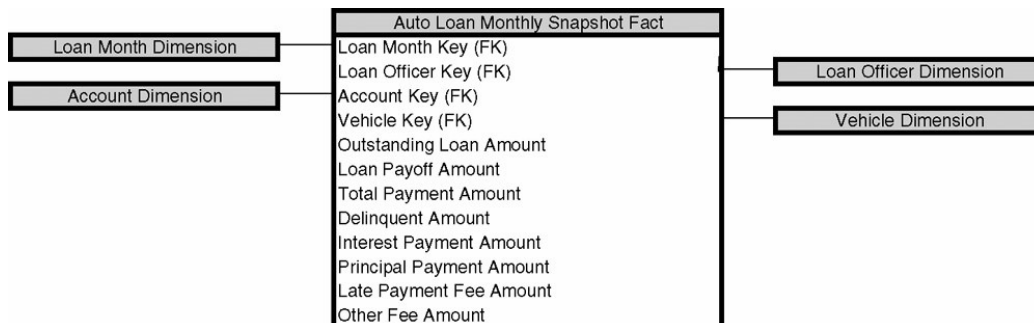 Auto Loan Monthly Snapshot Fact
Loan Month Dimension
Loan Month Key (FK)
Loan Officer Key (FK)
Loan Officer Dimension
Account Dimension
Account Key (FK)
Vehicle Key (FK)
Vehicle Dimension
Outstanding Loan Amount
Loan Payoff Amount
Total Payment Amount
Delinquent Amount
Interest Payment Amount
Principal Payment Amount
Late Payment Fee Amount
Other Fee Amount